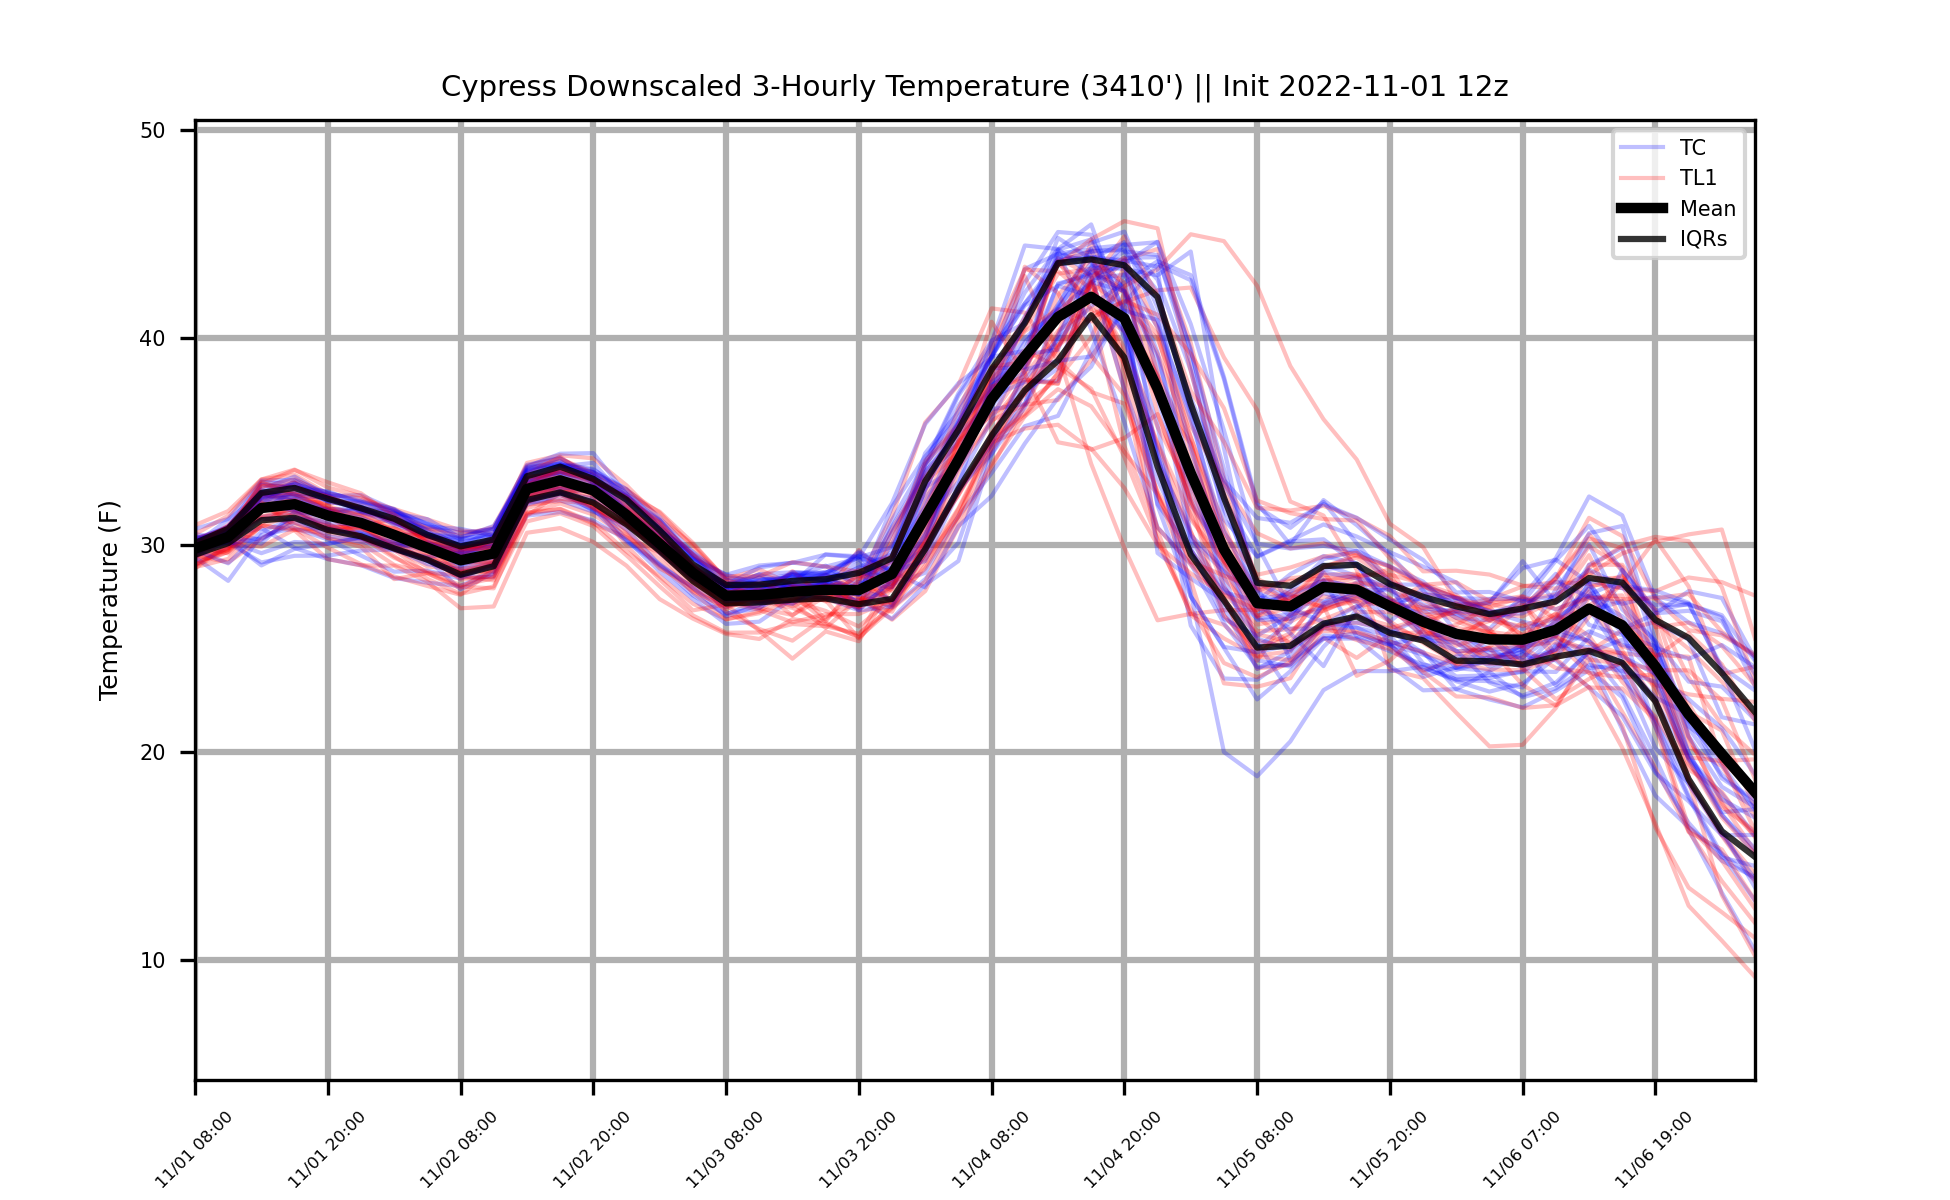 Cypress Downscaled 3-Hourly Temperature (3410') || Init 2022-11-01 12z
TC
TL1
Mean
IQRs
Temperature (F)
50
40
30
20
10
11/01 08:00
11/01 20:00
11/02 08:00
11/02 20:00
11/03 08:00
11/03 20:00
11/04 08:00
11/04 20:00
11/05 08:00
11/05 20:00
11/06 07:00
11/06 19:00